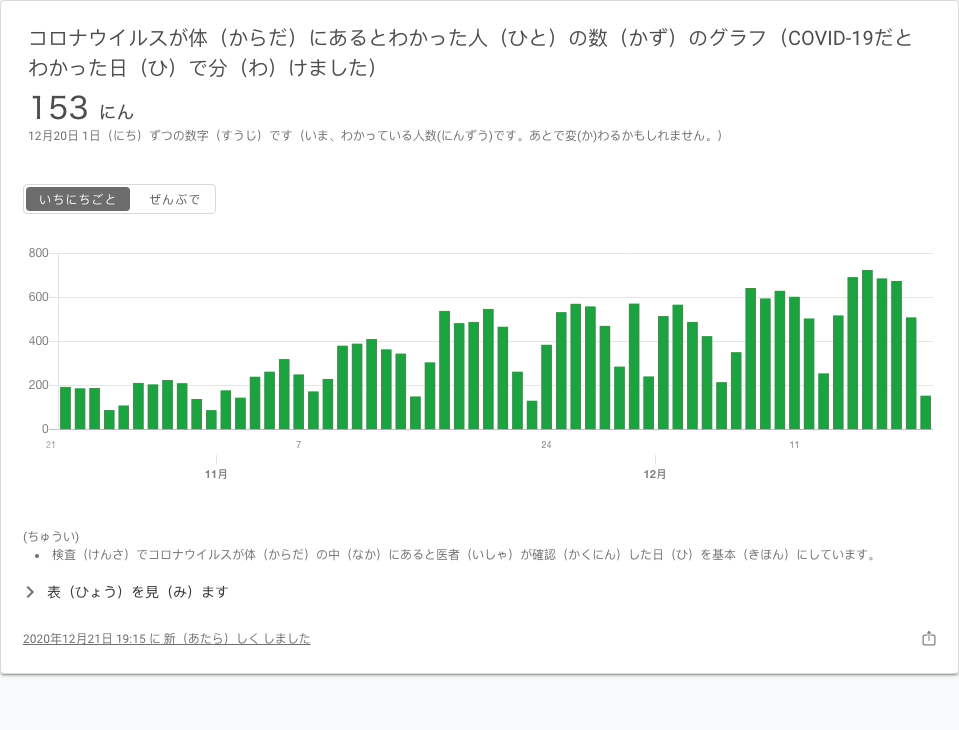 コロナウイルスが体（からだ）にあるとわかった人（ひと）の数（かず）のグラフ（COVID-19だと
わかった日（ひ）で分（わ）けました）
153 にん
12月20日 1日（にち）ずつの数字（すうじ）です（いま、わかっている人数(にんずう)です。あとで変(か)わるかもしれません。）
いちにちごと ぜんぶで
800
600
400
200
0
21 7 24 11
11月 12月
(ちゅうい)
• 検査（けんさ）でコロナウイルスが体（からだ）の中（なか）にあると医者（いしゃ）が確認（かくにん）した日（ひ）を基本（きほん）にしています。
表（ひょう）を見（み）ます
2020年12月21日 19:15 に 新（あたら）しく しました